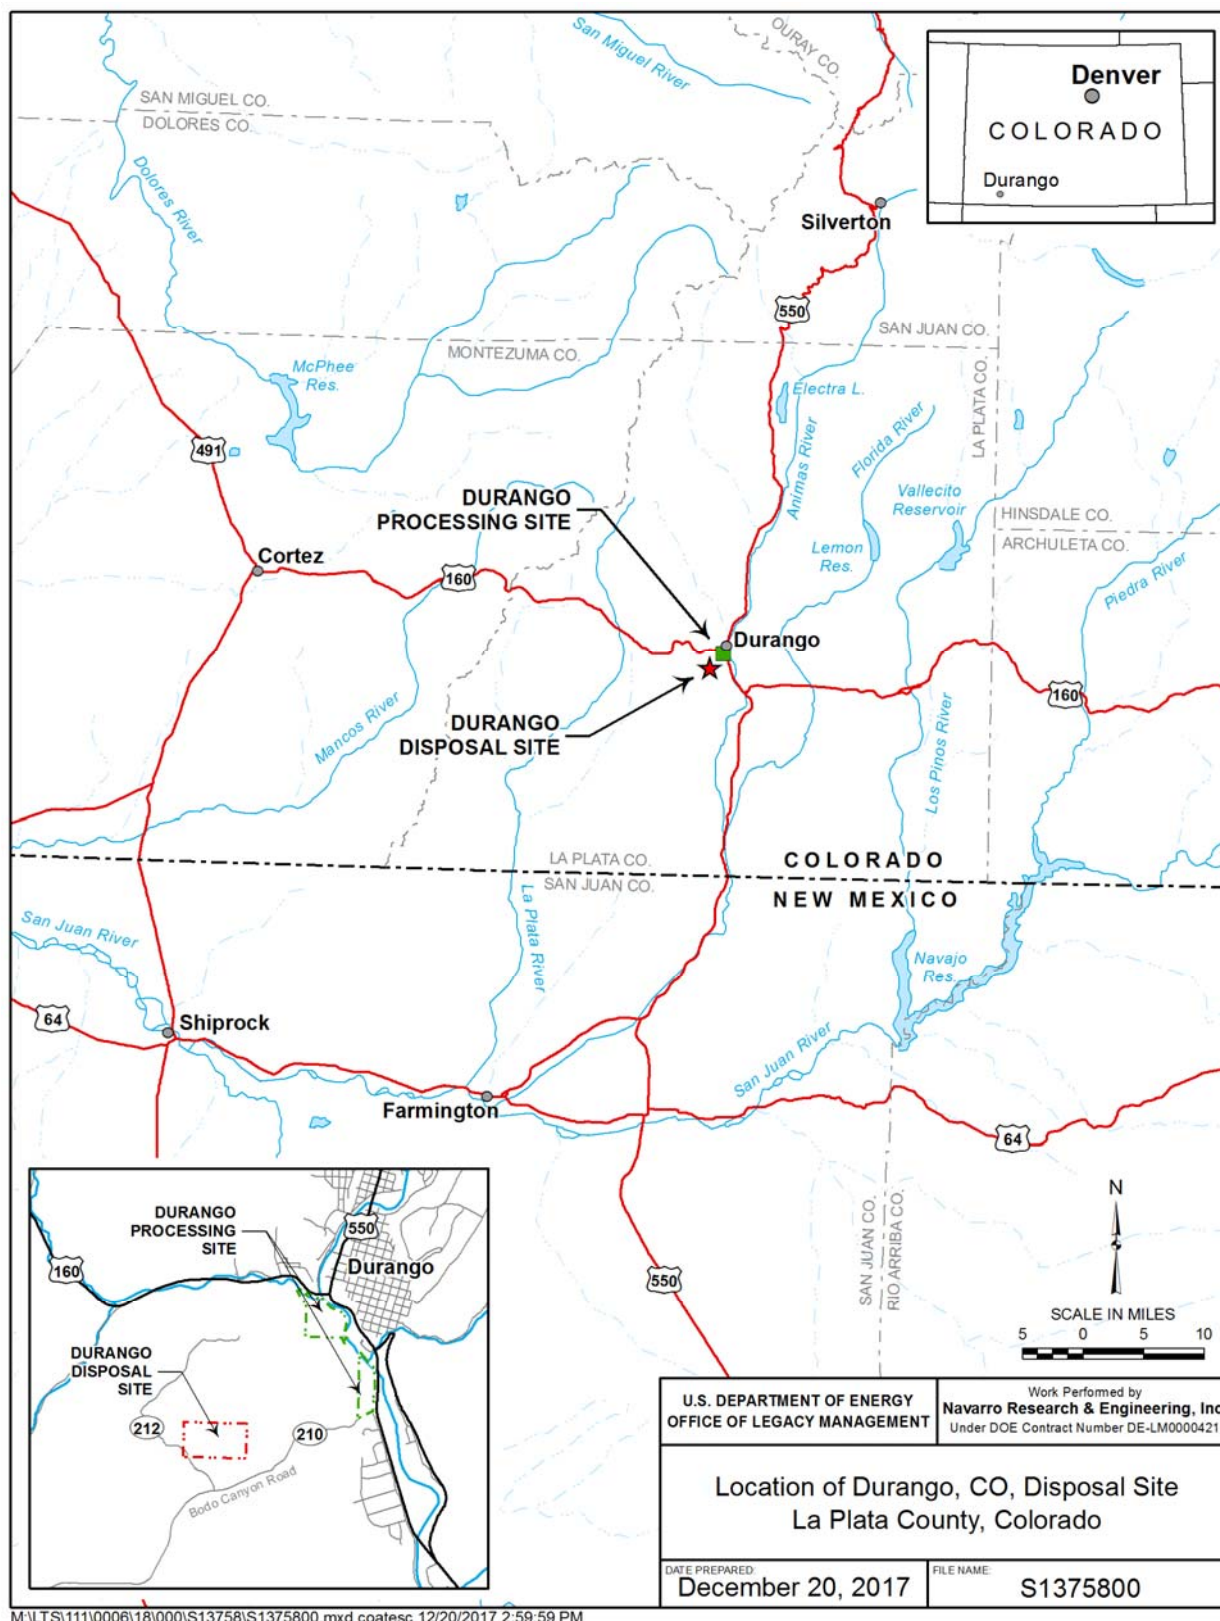 San Miguel River
OURAY CO.
Denver
COLORADO
Durango
SAN MIGUEL CO.
DOLORES CO.
Dolores River
Silverton
550
SAN JUAN CO.
MONTEZUMA CO.
LA PLATA CO.
McPhee
Res.
Electra L.
Animas River
Florida River
491
Vallecito
Reservoir
DURANGO
PROCESSING SITE
HINSDALE CO.
ARCHULETA CO.
Lemon
Res.
Piedra River
Cortez
160
Durango
160
Mancos River
DURANGO
DISPOSAL SITE
Los Pinos River
LA PLATA CO.
SAN JUAN CO.
COLORADO
NEW MEXICO
La Plata River
San Juan River
Navajo
Res.
64
Shiprock
San Juan River
Farmington
64
SAN JUAN CO.
RIO ARRIBA CO.
550
N
SCALE IN MILES
5 0 5 10
DURANGO
PROCESSING
SITE
550
Durango
160
DURANGO
DISPOSAL
SITE
212
210
Bodo Canyon Road
U.S. DEPARTMENT OF ENERGY
OFFICE OF LEGACY MANAGEMENT
Work Performed by
Navarro Research & Engineering, Inc
Under DOE Contract Number DE-LM0000421
Location of Durango, CO, Disposal Site
La Plata County, Colorado
DATE PREPARED:
December 20, 2017
FILE NAME:
S1375800
M:\LTS\111\0006\18\000\S13758\S1375800.mxd coatesc 12/20/2017 2:59:59 PM